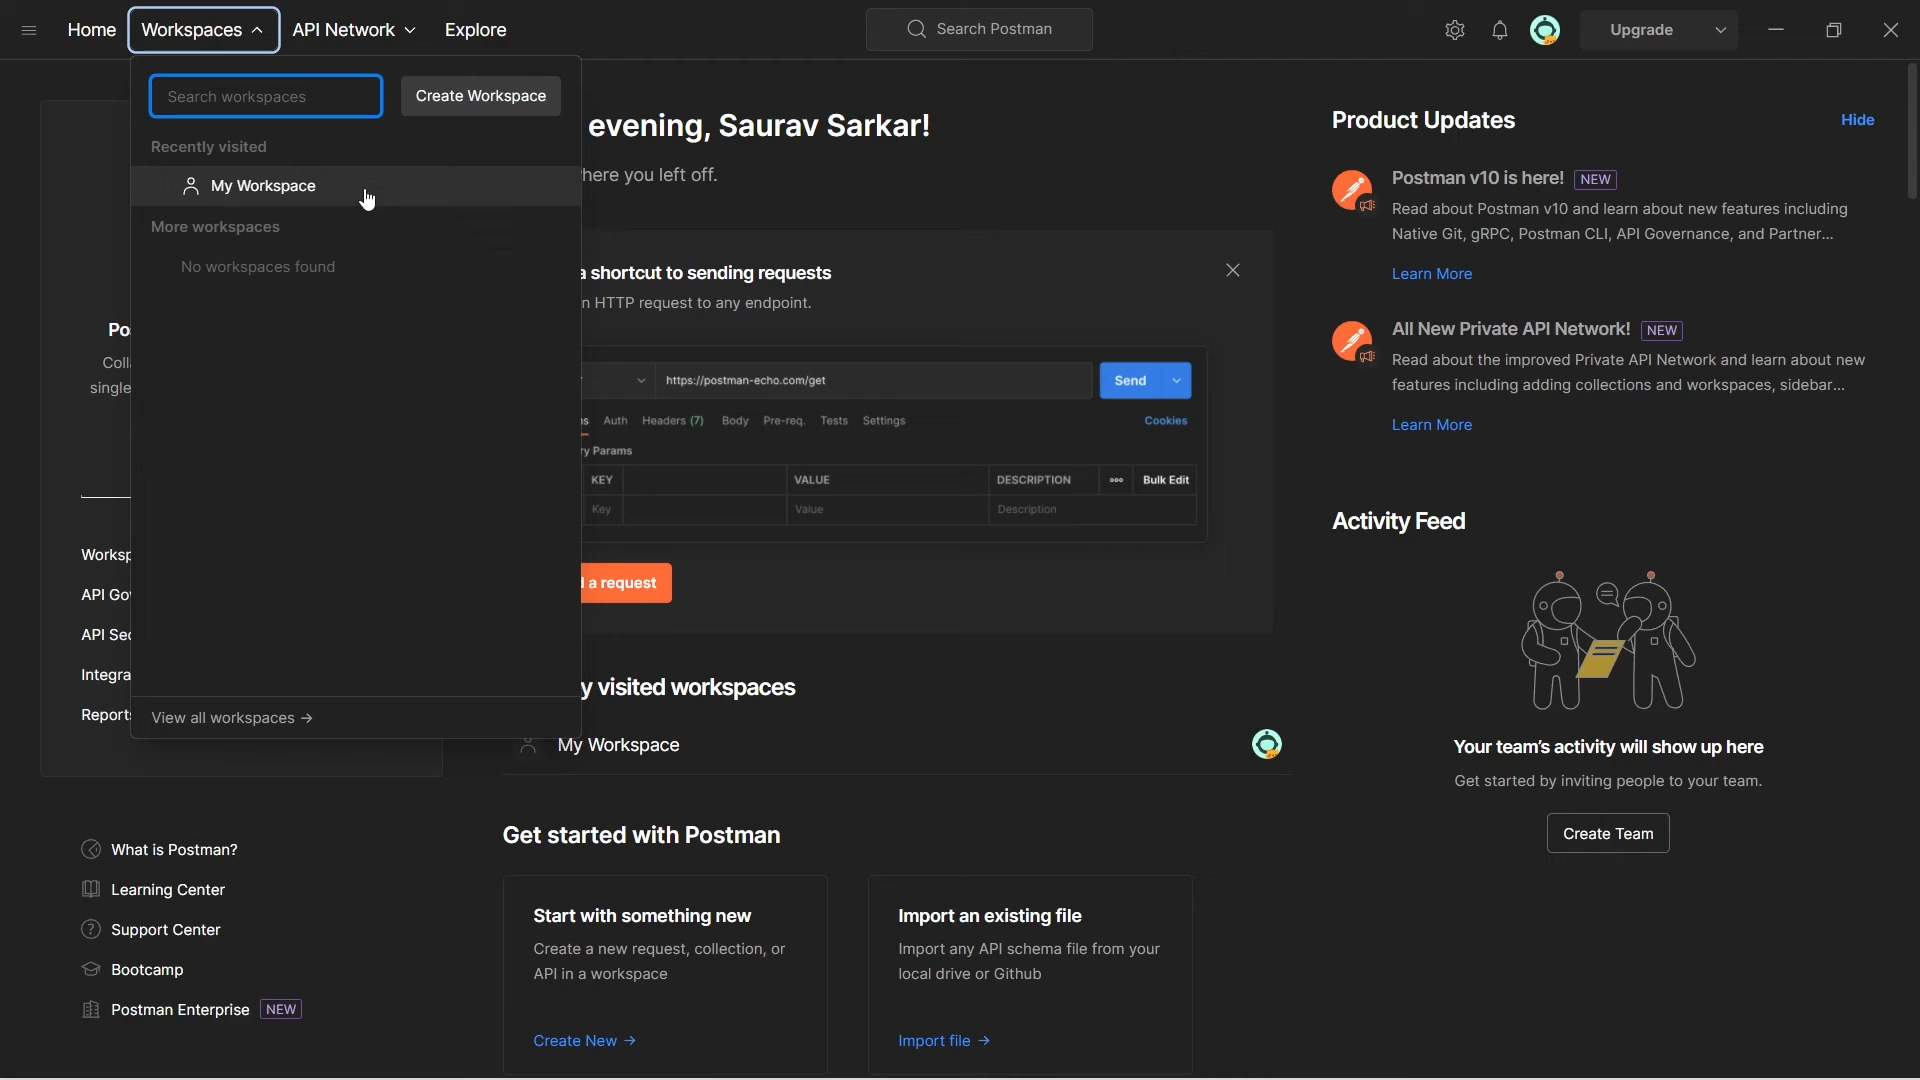 Home Workspaces API Network Explore
Search Postman
Upgrade
Search workspaces
Create Workspace
Recently visited
My Workspace
More workspaces
No workspaces found
View all workspaces →
evening, Saurav Sarkar!
here you left off.
a shortcut to sending requests
n HTTP request to any endpoint.
https://postman-echo.com/get
Send
Auth Headers (7) Body Pre-req. Tests Settings
Cookies
ry Params
KEY VALUE DESCRIPTION ooo Bulk Edit
Key Value Description
a request
y visited workspaces
My Workspace
Po
Coll
single
Worksp
API Gov
API Sec
Integra
Reports
What is Postman?
Learning Center
Support Center
Bootcamp
Postman Enterprise NEW
Get started with Postman
Start with something new
Create a new request, collection, or
API in a workspace
Create New →
Import an existing file
Import any API schema file from your
local drive or Github
Import file →
Product Updates
Hide
Postman v10 is here! NEW
Read about Postman v10 and learn about new features including
Native Git, gRPC, Postman CLI, API Governance, and Partner...
Learn More
All New Private API Network! NEW
Read about the improved Private API Network and learn about new
features including adding collections and workspaces, sidebar...
Learn More
Activity Feed
Your team's activity will show up here
Get started by inviting people to your team.
Create Team